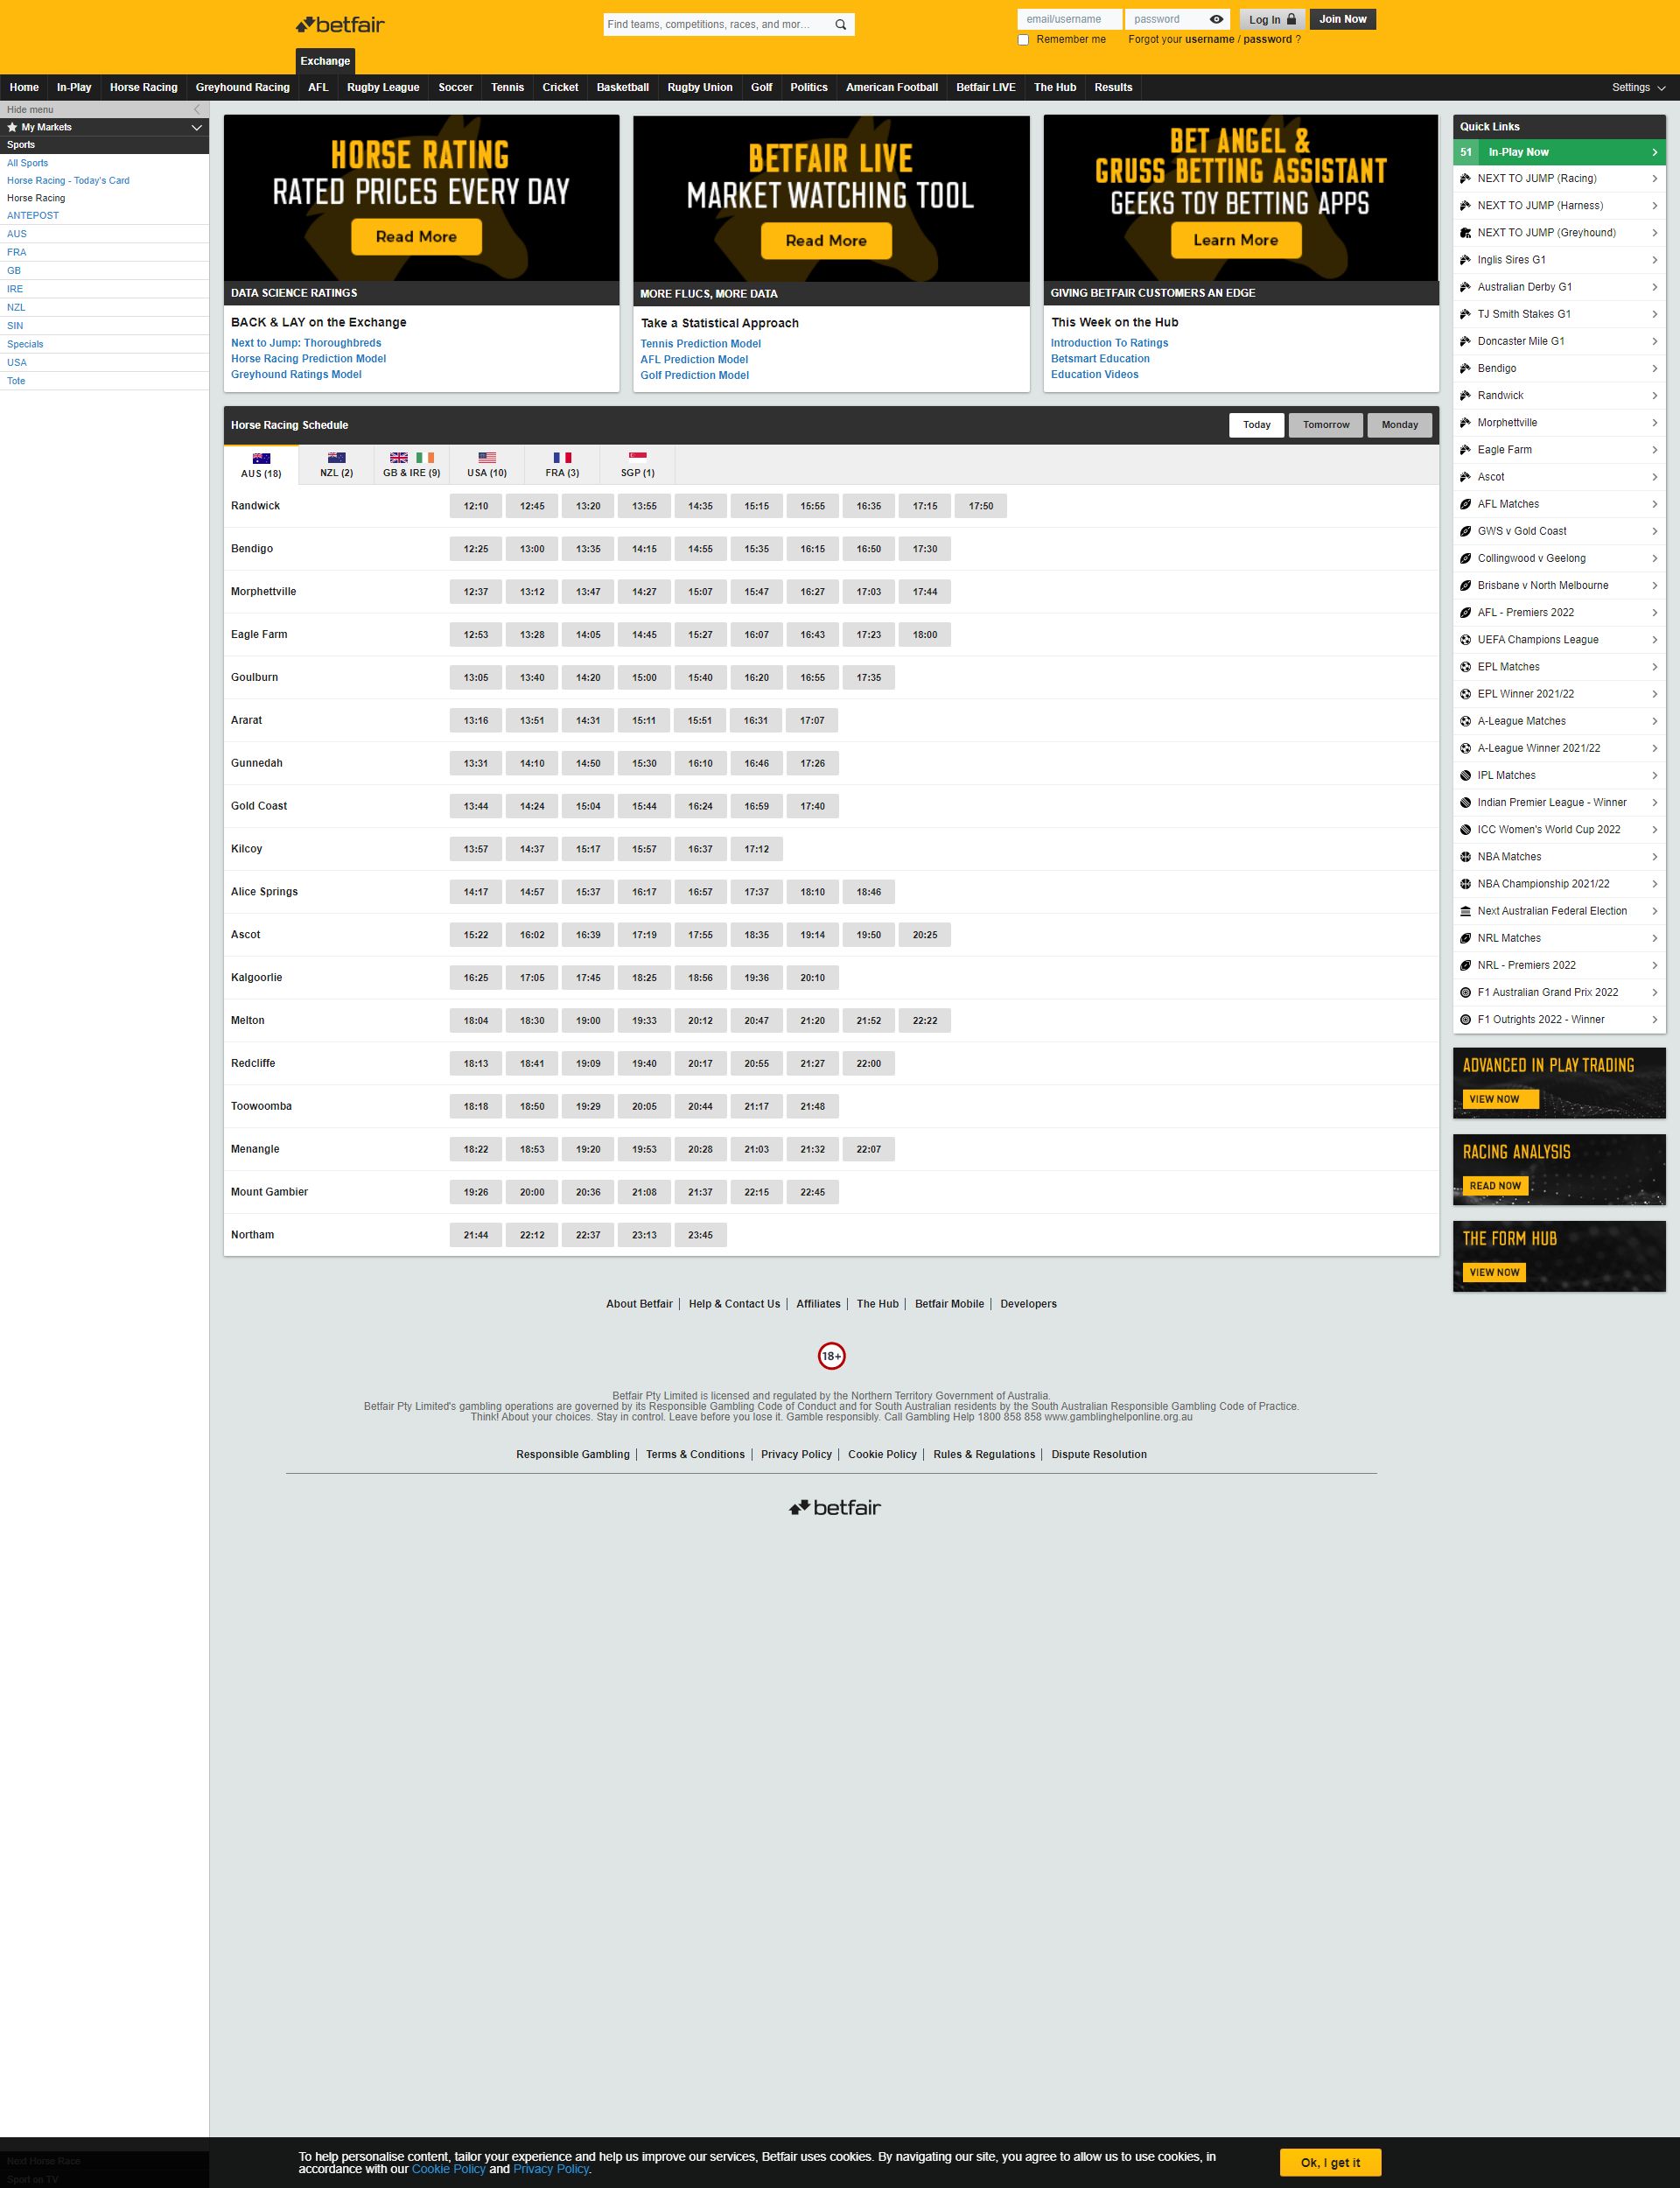 betfair
Find teams, competitions, races, and mor...
email/username
password
Log In
Join Now
Remember me
Forgot your username / password ?
Exchange
Home In-Play Horse Racing Greyhound Racing AFL Rugby League Soccer Tennis Cricket Basketball Rugby Union Golf Politics American Football Betfair LIVE The Hub Results Settings
Hide menu
My Markets
Sports
All Sports
Horse Racing - Today's Card
Horse Racing
ANTEPOST
AUS
FRA
GB
IRE
NZL
SIN
Specials
USA
Tote
HORSE RATING
RATED PRICES EVERY DAY
Read More
DATA SCIENCE RATINGS
BACK & LAY on the Exchange
Next to Jump: Thoroughbreds
Horse Racing Prediction Model
Greyhound Ratings Model
BETFAIR LIVE
MARKET WATCHING TOOL
Read More
MORE FLUCS, MORE DATA
Take a Statistical Approach
Tennis Prediction Model
AFL Prediction Model
Golf Prediction Model
BET ANGEL &
GRUSS BETTING ASSISTANT
GEEKS TOY BETTING APPS
Learn More
GIVING BETFAIR CUSTOMERS AN EDGE
This Week on the Hub
Introduction To Ratings
Betsmart Education
Education Videos
Horse Racing Schedule
Today Tomorrow Monday
AUS (18) NZL (2) GB & IRE (9) USA (10) FRA (3) SGP (1)
Randwick 12:10 12:45 13:20 13:55 14:35 15:15 15:55 16:35 17:15 17:50
Bendigo 12:25 13:00 13:35 14:15 14:55 15:35 16:15 16:50 17:30
Morphettville 12:37 13:12 13:47 14:27 15:07 15:47 16:27 17:03 17:44
Eagle Farm 12:53 13:28 14:05 14:45 15:27 16:07 16:43 17:23 18:00
Goulburn 13:05 13:40 14:20 15:00 15:40 16:20 16:55 17:35
Ararat 13:16 13:51 14:31 15:11 15:51 16:31 17:07
Gunnedah 13:31 14:10 14:50 15:30 16:10 16:46 17:26
Gold Coast 13:44 14:24 15:04 15:44 16:24 16:59 17:40
Kilcoy 13:57 14:37 15:17 15:57 16:37 17:12
Alice Springs 14:17 14:57 15:37 16:17 16:57 17:37 18:10 18:46
Ascot 15:22 16:02 16:39 17:19 17:55 18:35 19:14 19:50 20:25
Kalgoorlie 16:25 17:05 17:45 18:25 18:56 19:36 20:10
Melton 18:04 18:30 19:00 19:33 20:12 20:47 21:20 21:52 22:22
Redcliffe 18:13 18:41 19:09 19:40 20:17 20:55 21:27 22:00
Toowoomba 18:18 18:50 19:29 20:05 20:44 21:17 21:48
Menangle 18:22 18:53 19:20 19:53 20:28 21:03 21:32 22:07
Mount Gambier 19:26 20:00 20:36 21:08 21:37 22:15 22:45
Northam 21:44 22:12 22:37 23:13 23:45
Quick Links
51 In-Play Now
NEXT TO JUMP (Racing)
NEXT TO JUMP (Harness)
NEXT TO JUMP (Greyhound)
Inglis Sires G1
Australian Derby G1
TJ Smith Stakes G1
Doncaster Mile G1
Bendigo
Randwick
Morphettville
Eagle Farm
Ascot
AFL Matches
GWS v Gold Coast
Collingwood v Geelong
Brisbane v North Melbourne
AFL - Premiers 2022
UEFA Champions League
EPL Matches
EPL Winner 2021/22
A-League Matches
A-League Winner 2021/22
IPL Matches
Indian Premier League - Winner
ICC Women's World Cup 2022
NBA Matches
NBA Championship 2021/22
Next Australian Federal Election
NRL Matches
NRL - Premiers 2022
F1 Australian Grand Prix 2022
F1 Outrights 2022 - Winner
ADVANCED IN PLAY TRADING
VIEW NOW
RACING ANALYSIS
READ NOW
THE FORM HUB
VIEW NOW
About Betfair Help & Contact Us Affiliates The Hub Betfair Mobile Developers
18+
Betfair Pty Limited is licensed and regulated by the Northern Territory Government of Australia.
Betfair Pty Limited's gambling operations are governed by its Responsible Gambling Code of Conduct and for South Australian residents by the South Australian Responsible Gambling Code of Practice.
Think! About your choices. Stay in control. Leave before you lose it. Gamble responsibly. Call Gambling Help 1800 858 858 www.gamblinghelponline.org.au
Responsible Gambling Terms & Conditions Privacy Policy Cookie Policy Rules & Regulations Dispute Resolution
betfair
Next Horse Race
Sport on TV
To help personalise content, tailor your experience and help us improve our services, Betfair uses cookies. By navigating our site, you agree to allow us to use cookies, in
accordance with our Cookie Policy and Privacy Policy.
Ok, I get it